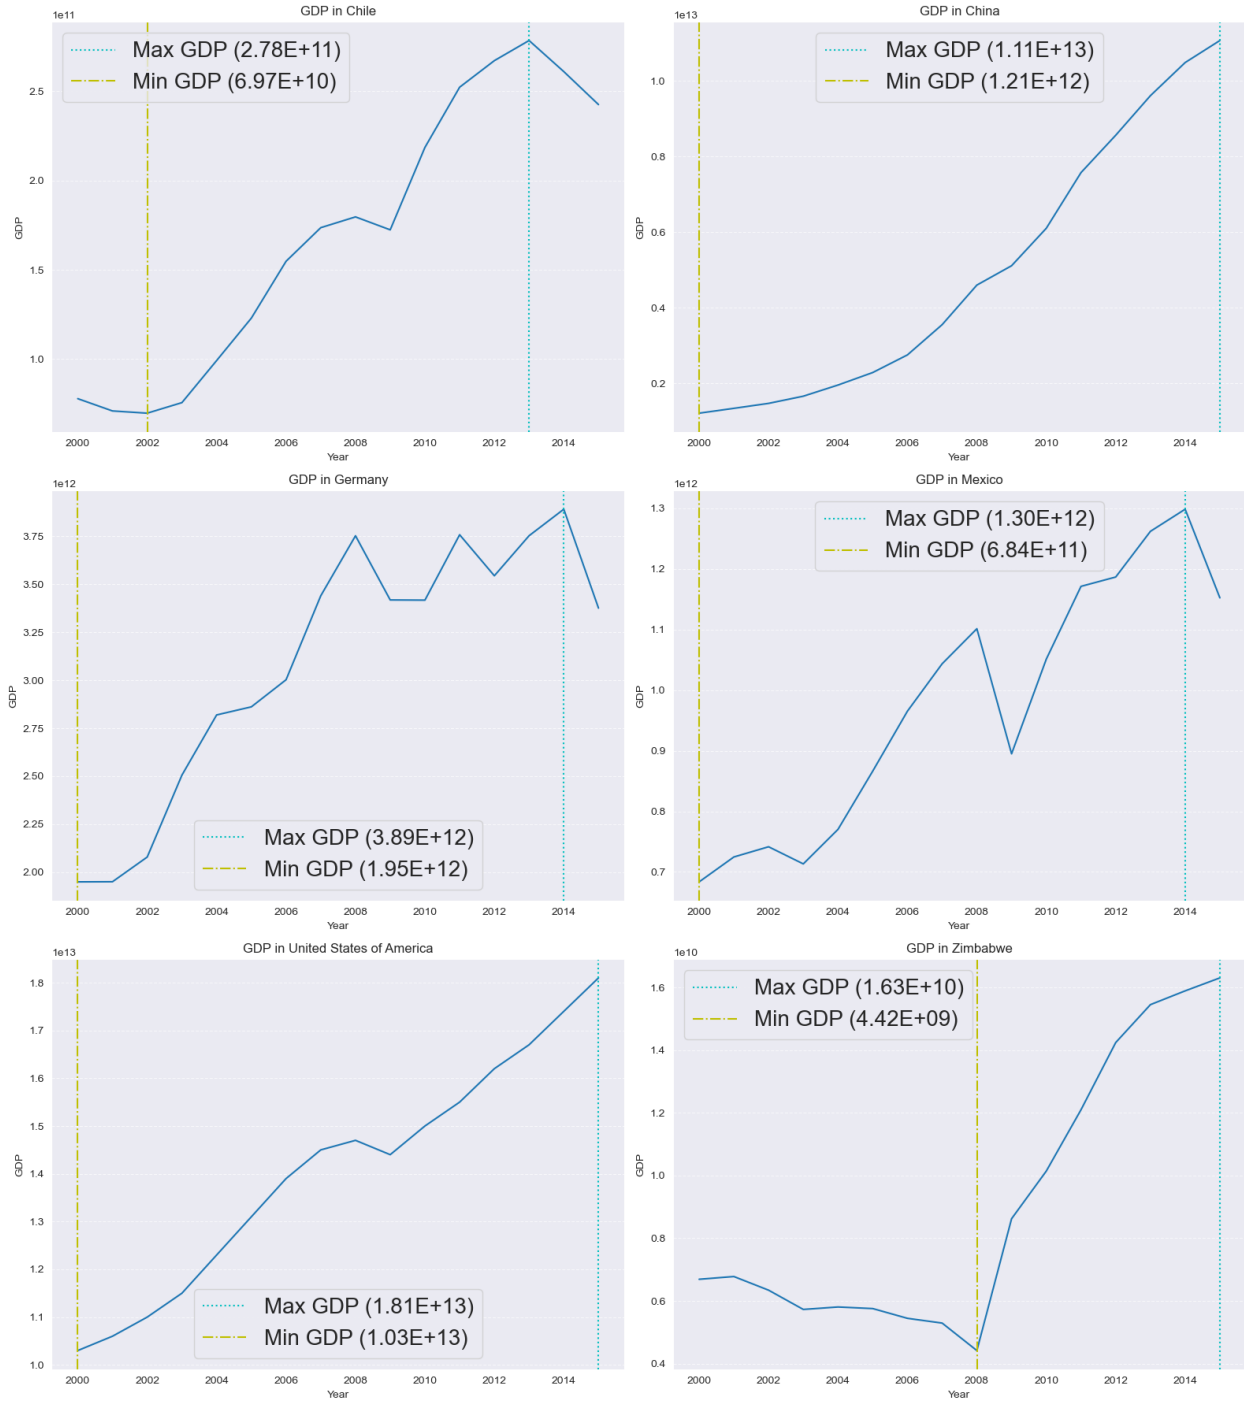 GDP in Chile
1e11
Max GDP (2.78E+11)
Min GDP (6.97E+10)
2.5
2.0
1.5
1.0
GDP
2000 2002 2004 2006 2008 2010 2012 2014
Year
GDP in China
1e13
Max GDP (1.11E+13)
Min GDP (1.21E+12)
1.0
0.8
0.6
0.4
0.2
GDP
2000 2002 2004 2006 2008 2010 2012 2014
Year
GDP in Germany
1e12
3.75
3.50
3.25
3.00
2.75
2.50
2.25
2.00
GDP
Max GDP (3.89E+12)
Min GDP (1.95E+12)
2000 2002 2004 2006 2008 2010 2012 2014
Year
GDP in Mexico
1e12
Max GDP (1.30E+12)
Min GDP (6.84E+11)
1.3
1.2
1.1
1.0
0.9
0.8
0.7
GDP
2000 2002 2004 2006 2008 2010 2012 2014
Year
GDP in United States of America
1e13
1.8
1.7
1.6
1.5
1.4
1.3
1.2
1.1
1.0
GDP
Max GDP (1.81E+13)
Min GDP (1.03E+13)
2000 2002 2004 2006 2008 2010 2012 2014
Year
GDP in Zimbabwe
1e10
Max GDP (1.63E+10)
Min GDP (4.42E+09)
1.6
1.4
1.2
1.0
0.8
0.6
0.4
GDP
2000 2002 2004 2006 2008 2010 2012 2014
Year